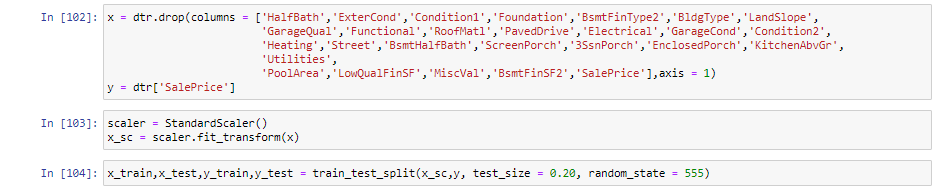 In [102]: x = dtr.drop(columns = ['HalfBath','ExterCond','Condition1','Foundation','BsmtFinType2','BldgType','LandSlope',
'GarageQual','Functional','RoofMatl','PavedDrive','Electrical','GarageCond','Condition2',
'Heating','Street','BsmtHalfBath','ScreenPorch','3SsnPorch','EnclosedPorch','KitchenAbvGr',
'Utilities',
'PoolArea','LowQualFinSF','MiscVal','BsmtFinSF2','SalePrice'],axis = 1)
y = dtr['SalePrice']
In [103]: scaler = StandardScaler()
x_sc = scaler.fit_transform(x)
In [104]: x_train,x_test,y_train,y_test = train_test_split(x_sc,y, test_size = 0.20, random_state = 555)